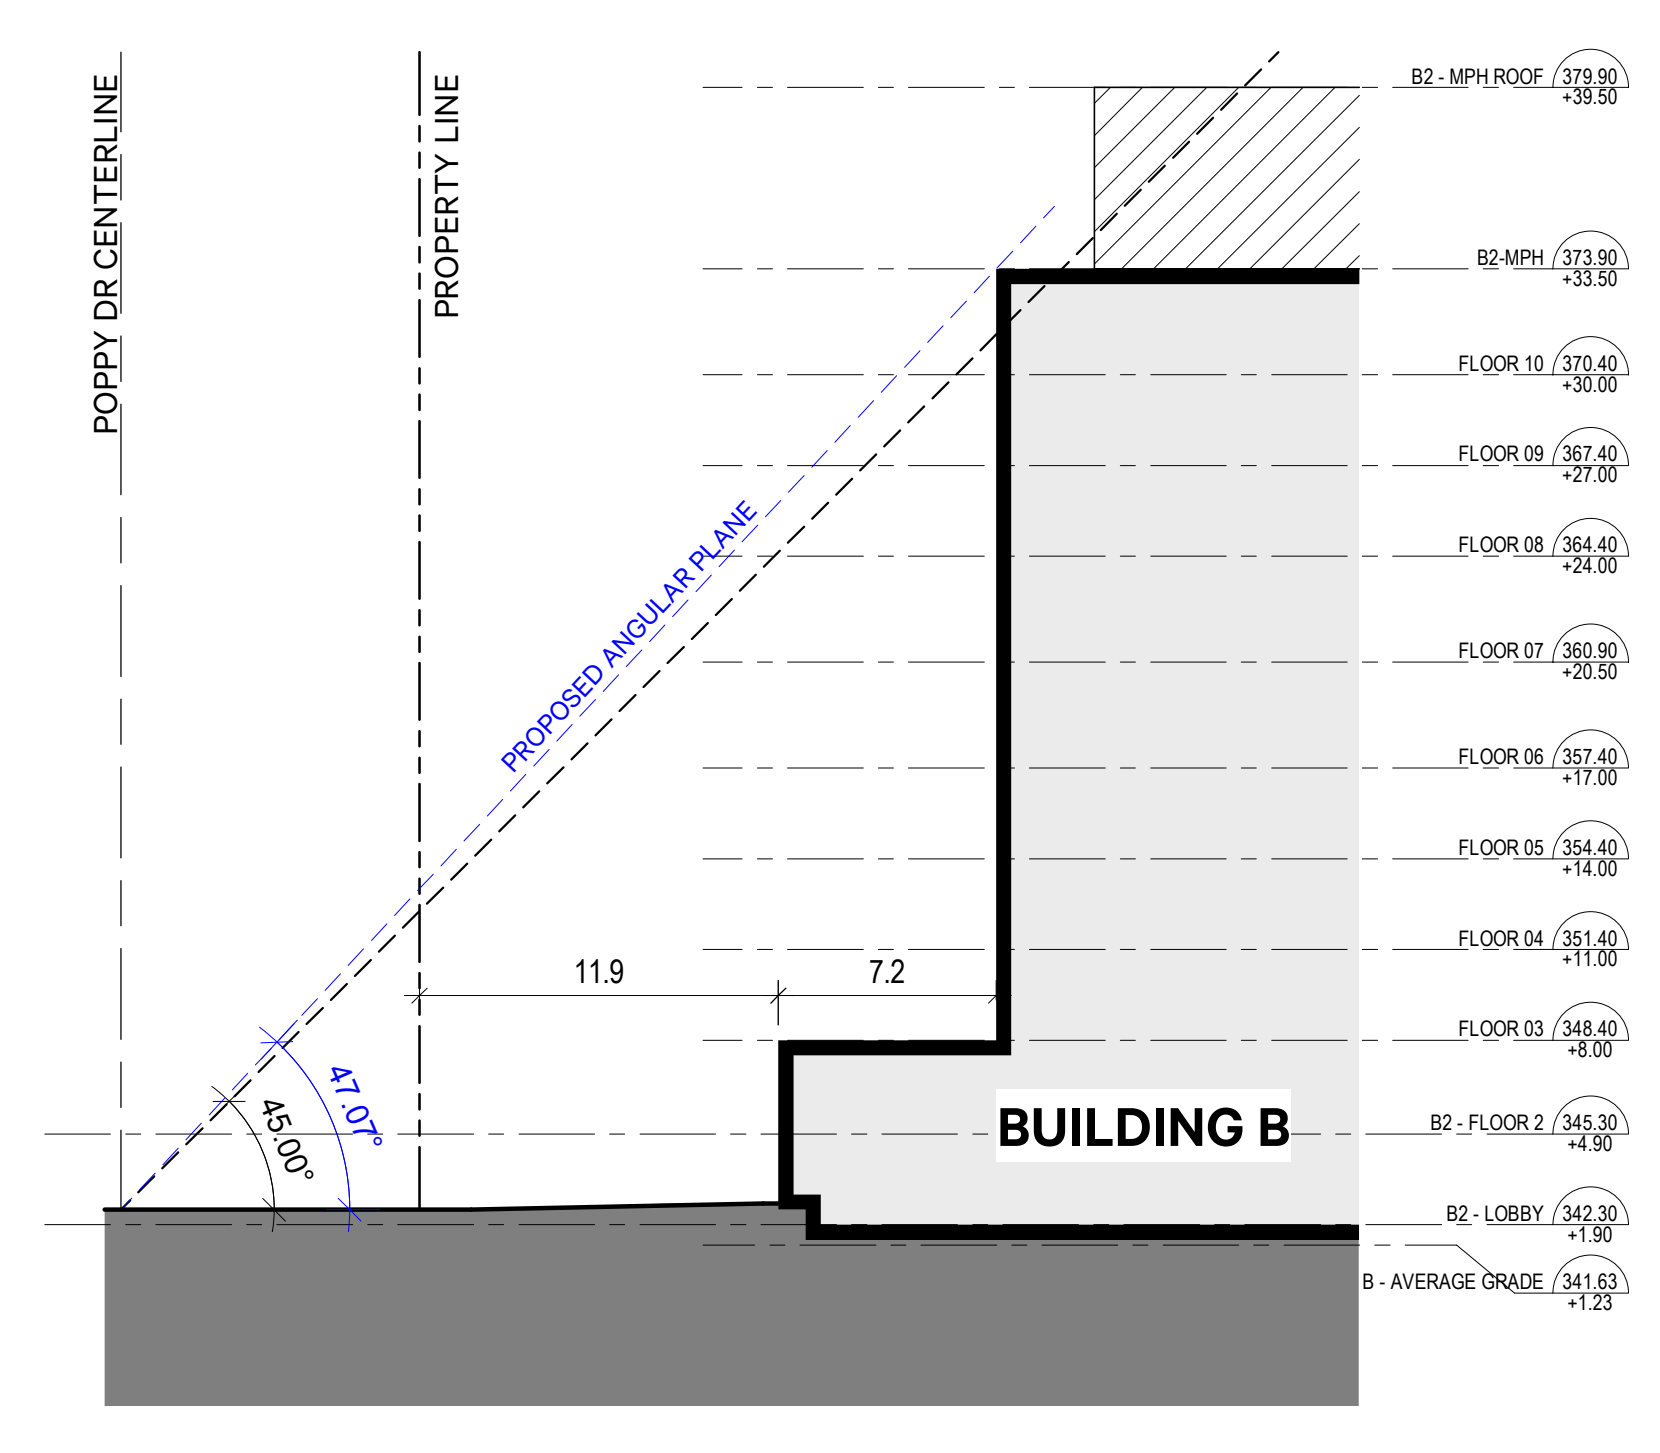 POPPY DR CENTERLINE
PROPERTY LINE
PROPOSED ANGULAR PLANE
B2 - MPH ROOF 379.90
+39.50
B2-MPH 373.90
+33.50
FLOOR 10 370.40
+30.00
FLOOR 09 367.40
+27.00
FLOOR 08 364.40
+24.00
FLOOR 07 360.90
+20.50
FLOOR 06 357.40
+17.00
FLOOR 05 354.40
+14.00
FLOOR 04 351.40
+11.00
11.9 7.2
FLOOR 03 348.40
+8.00
47.07°
45.00°
BUILDING B
B2 - FLOOR 2 345.30
+4.90
B2 - LOBBY 342.30
+1.90
B - AVERAGE GRADE 341.63
+1.23